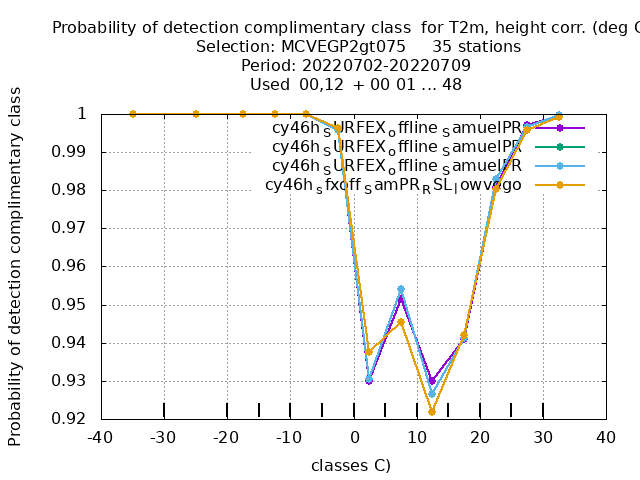 Probability of detection complimentary class  for T2m, height corr. (deg C
Selection: MCVEGP2gt075     35 stations
Period: 20220702-20220709
Used  00,12  + 00 01 ... 48
Probability of detection complimentary class
1
0.99
0.98
0.97
0.96
0.95
0.94
0.93
0.92
cy46h_SURFEX_offline_SamuelPR
cy46h_SURFEX_offline_SamuelPR
cy46h_SURFEX_offline_SamuelPR
cy46h_sfxoff_SamPR_RSL_lowvego
-40 -30 -20 -10 0 10 20 30 40
classes C)